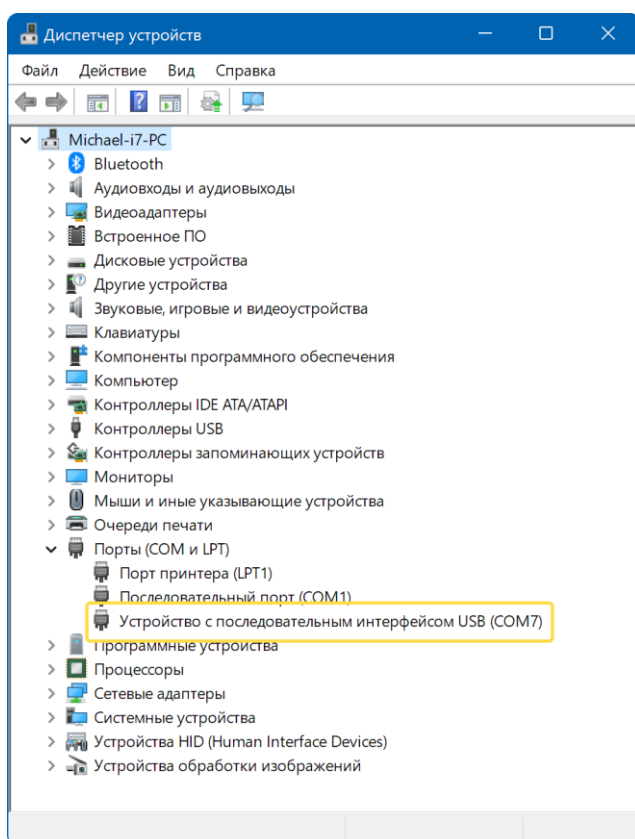 Диспетчер устройств
Файл Действие Вид Справка
Michael-i7-PC
Bluetooth
Аудиовходы и аудиовыходы
Видеоадаптеры
Встроенное ПО
Дисковые устройства
Другие устройства
Звуковые, игровые и видеоустройства
Клавиатуры
Компоненты программного обеспечения
Компьютер
Контроллеры IDE ATA/ATAPI
Контроллеры USB
Контроллеры запоминающих устройств
Мониторы
Мыши и иные указывающие устройства
Очереди печати
Порты (COM и LPT)
Порт принтера (LPT1)
Последовательный порт (COM1)
Устройство с последовательным интерфейсом USB (COM7)
Программные устройства
Процессоры
Сетевые адаптеры
Системные устройства
Устройства HID (Human Interface Devices)
Устройства обработки изображений